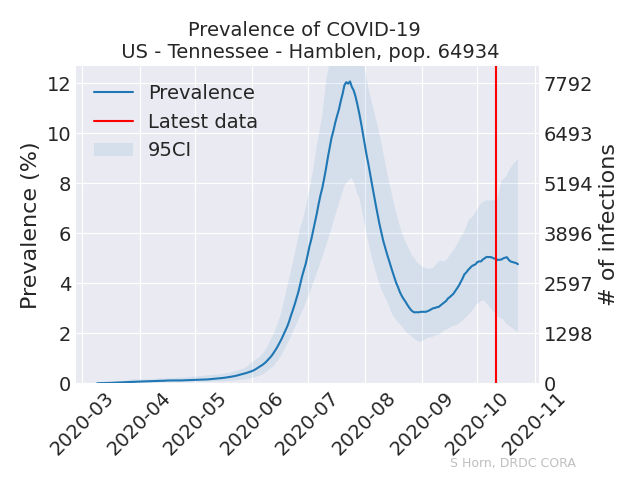 Prevalence of COVID-19
US - Tennessee - Hamblen, pop. 64934
Prevalence (%)
12
10
8
6
4
2
0
Prevalence
Latest data
95CI
7792
6493
5194
3896
2597
1298
0
# of infections
2020-03
2020-04
2020-05
2020-06
2020-07
2020-08
2020-09
2020-10
2020-11
S Horn, DRDC CORA